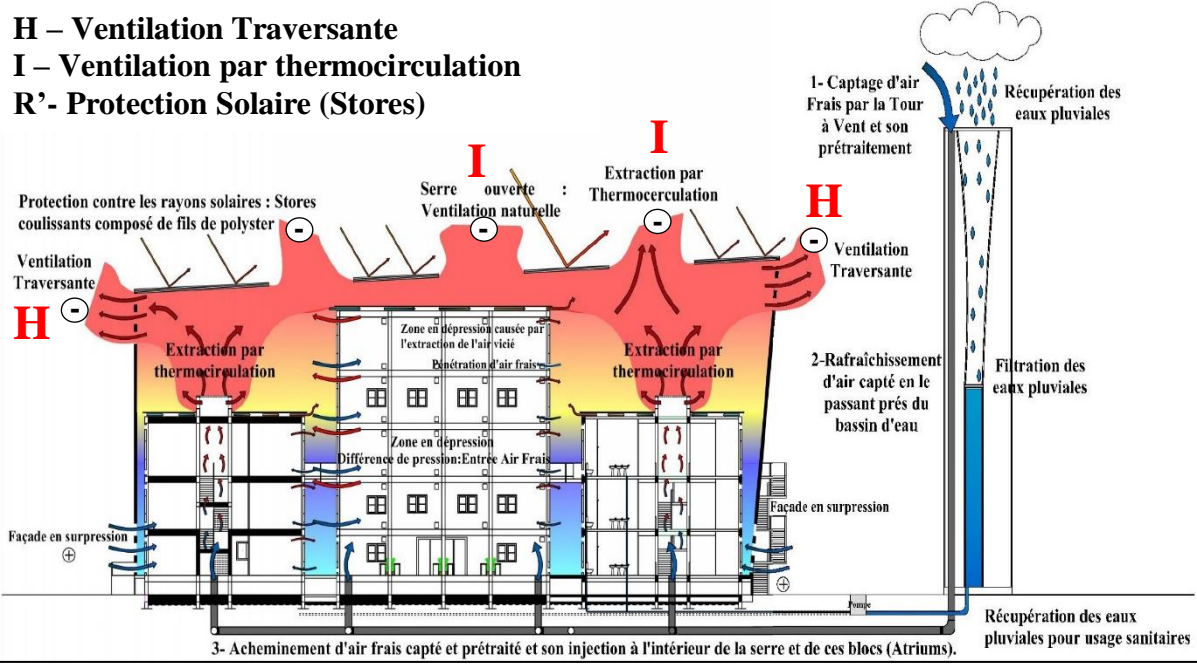 H – Ventilation Traversante
I – Ventilation par thermocirculation
R’- Protection Solaire (Stores)
1- Captage d'air
Frais par la Tour
à Vent et son
prétraitement
Récupération des
eaux pluviales
I
I
Extraction par
Thermocerculation
Serre ouverte :
Ventilation naturelle
H
Protection contre les rayons solaires : Stores
coulissants composé de fils de polyster
-
-
-
-
Ventilation
Traversante
Ventilation
Traversante
-
H
Zone en dépression causée par
l'extraction de l'air vicié
Extraction par
thermocirculation
Pénétration d'air frais
Extraction par
thermocirculation
2-Rafraîchissement
d'air capté en le
passant prés du
bassin d'eau
Filtration des
eaux pluviales
Zone en dépression
Différence de pression:Entrée Air Frais
Façade en surpression
+
Façade en surpression
+
Pompe
Récupération des eaux
pluviales pour usage sanitaires
3- Acheminement d'air frais capté et prétraité et son injection à l'intérieur de la serre et de ces blocs (Atriums).